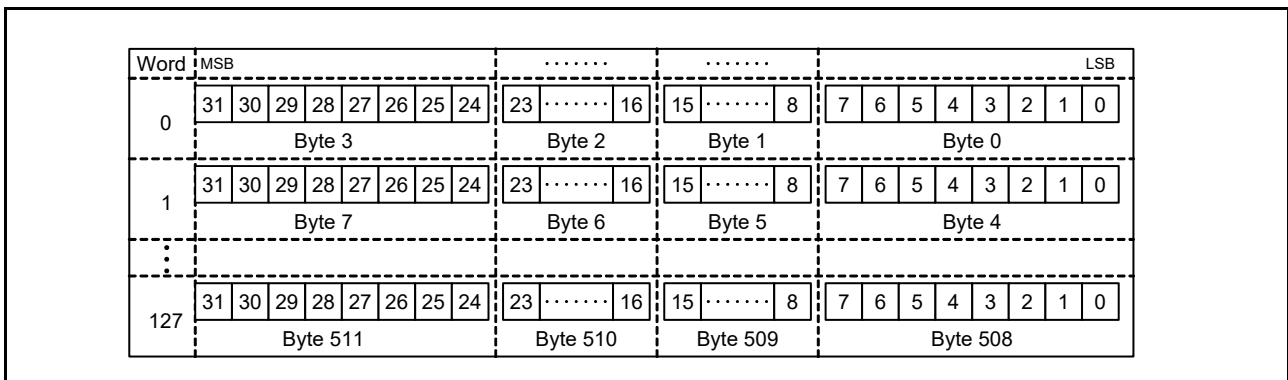 Word MSB ······· ······· LSB
0 31 30 29 28 27 26 25 24 23 ······· 16 15 ······· 8 7 6 5 4 3 2 1 0
Byte 3 Byte 2 Byte 1 Byte 0
1 31 30 29 28 27 26 25 24 23 ······· 16 15 ······· 8 7 6 5 4 3 2 1 0
Byte 7 Byte 6 Byte 5 Byte 4
⋮
127 31 30 29 28 27 26 25 24 23 ······· 16 15 ······· 8 7 6 5 4 3 2 1 0
Byte 511 Byte 510 Byte 509 Byte 508